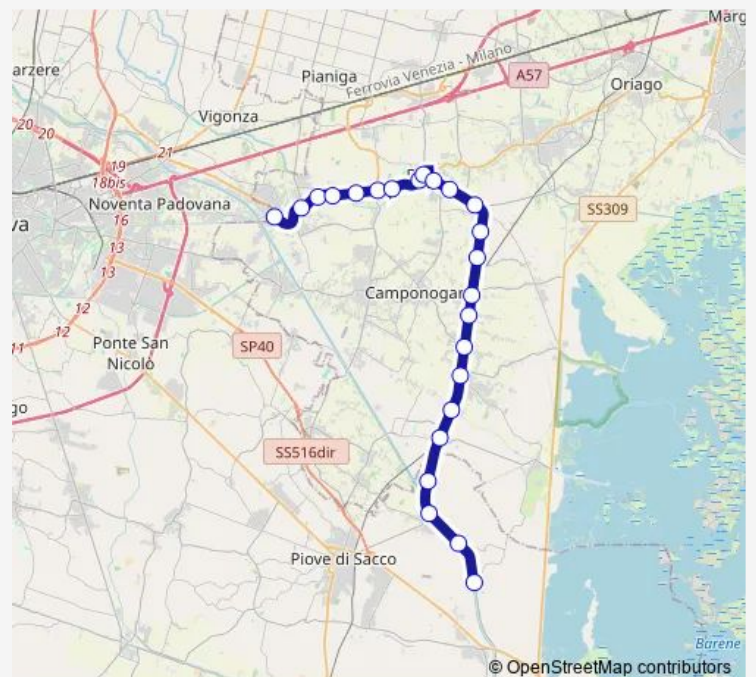 Marg
arzere
Pianiga
Ferrovia Venezia - Milano
A57
Oriago
20
20
Vigonza
21
19
18bis
Noventa Padovana
16
va
SS309
13
13
Camponogar
12
12
11
Ponte San
Nicolò
SP40
go
SS516dir
Piove di Sacco
Barene
© OpenStreetMap contributors